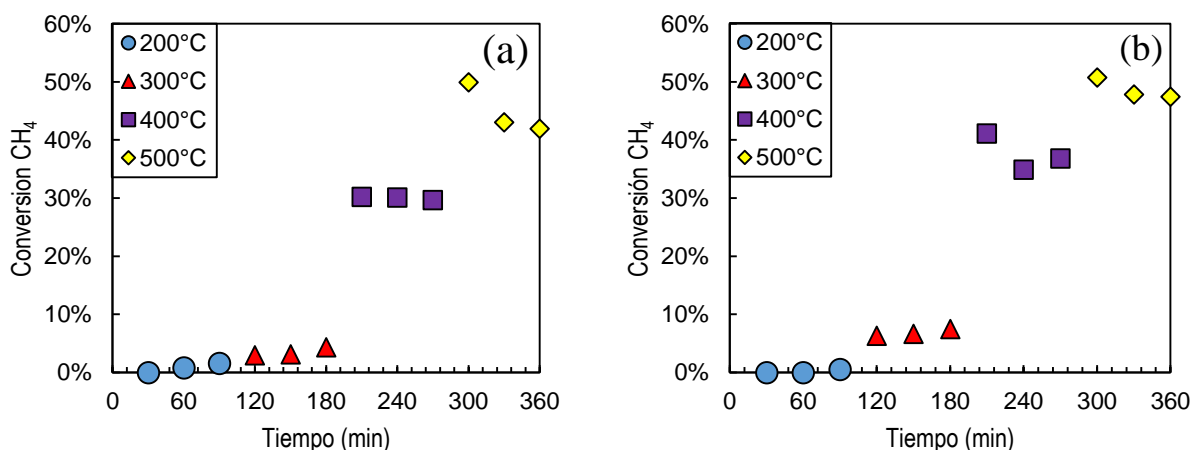 60%
50%
40%
30%
20%
10%
0%
Conversion CH4
200°C
300°C
400°C
500°C
(a)
0 60 120 180 240 300 360
Tiempo (min)
60%
50%
40%
30%
20%
10%
0%
Conversión CH4
200°C
300°C
400°C
500°C
(b)
0 60 120 180 240 300 360
Tiempo (min)